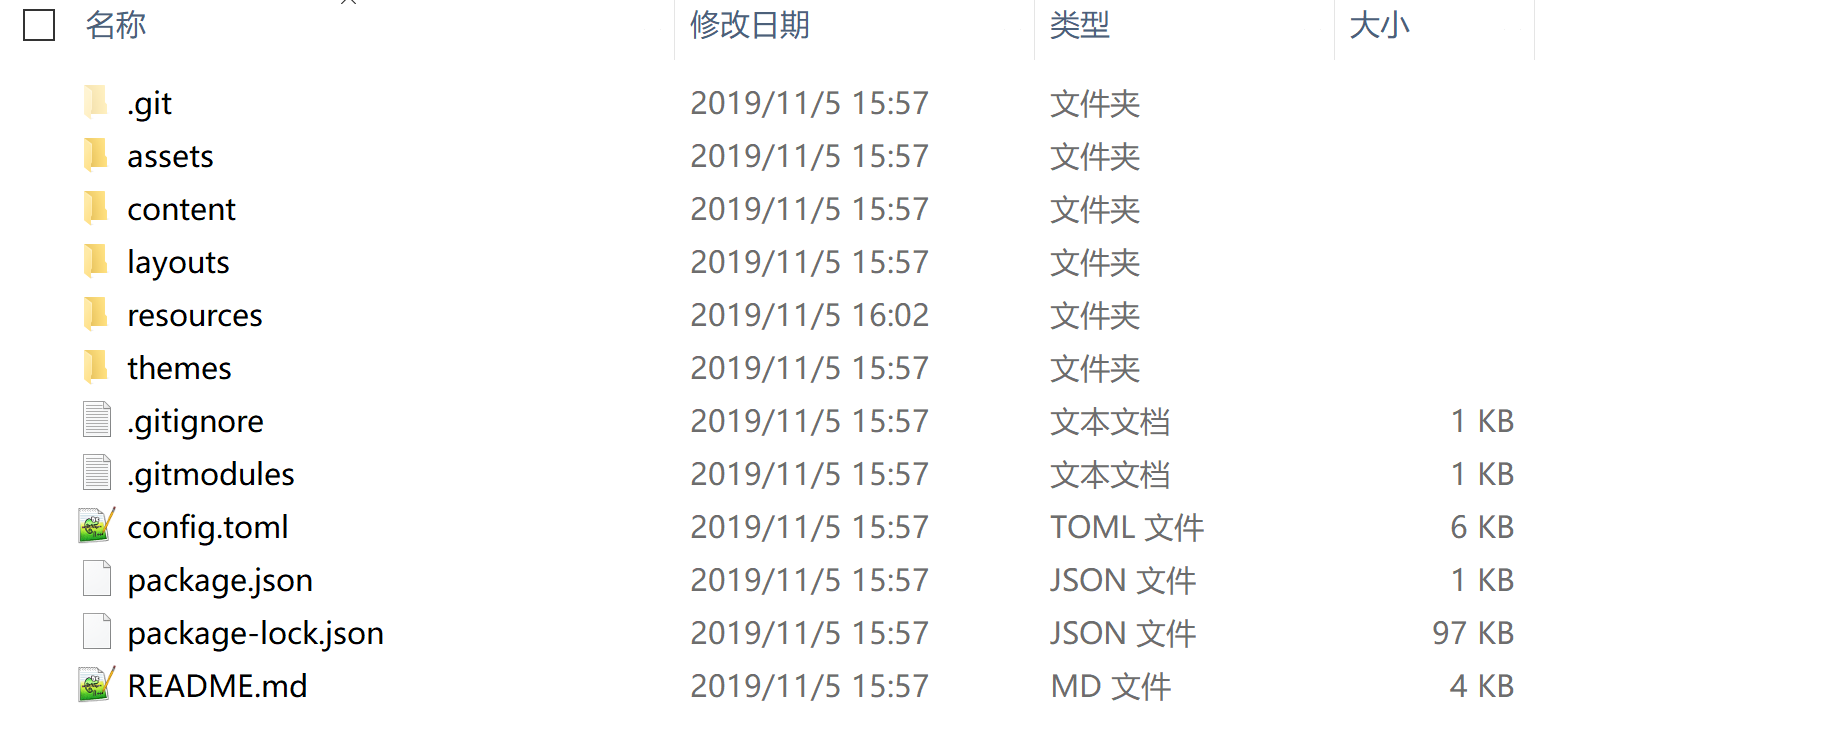 名称 修改日期 类型 大小
.git 2019/11/5 15:57 文件夹
assets 2019/11/5 15:57 文件夹
content 2019/11/5 15:57 文件夹
layouts 2019/11/5 15:57 文件夹
resources 2019/11/5 16:02 文件夹
themes 2019/11/5 15:57 文件夹
.gitignore 2019/11/5 15:57 文本文档 1 KB
.gitmodules 2019/11/5 15:57 文本文档 1 KB
config.toml 2019/11/5 15:57 TOML 文件 6 KB
package.json 2019/11/5 15:57 JSON 文件 1 KB
package-lock.json 2019/11/5 15:57 JSON 文件 97 KB
README.md 2019/11/5 15:57 MD 文件 4 KB